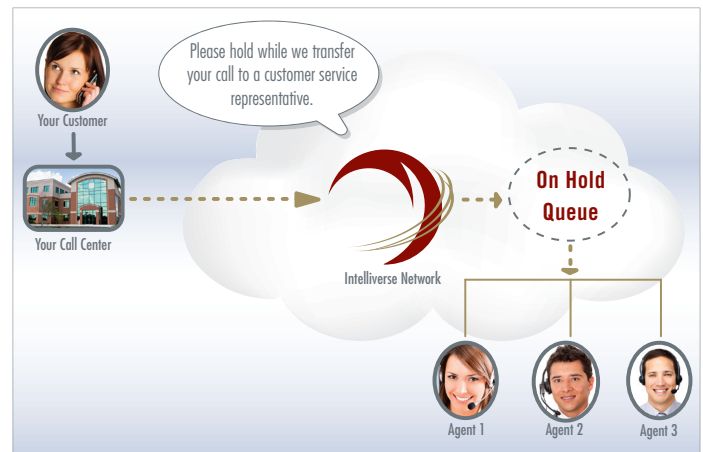 Please hold while we transfer
your call to a customer service
representative.
Your Customer
Your Call Center
Intelliverse Network
On Hold
Queue
Agent 1
Agent 2
Agent 3